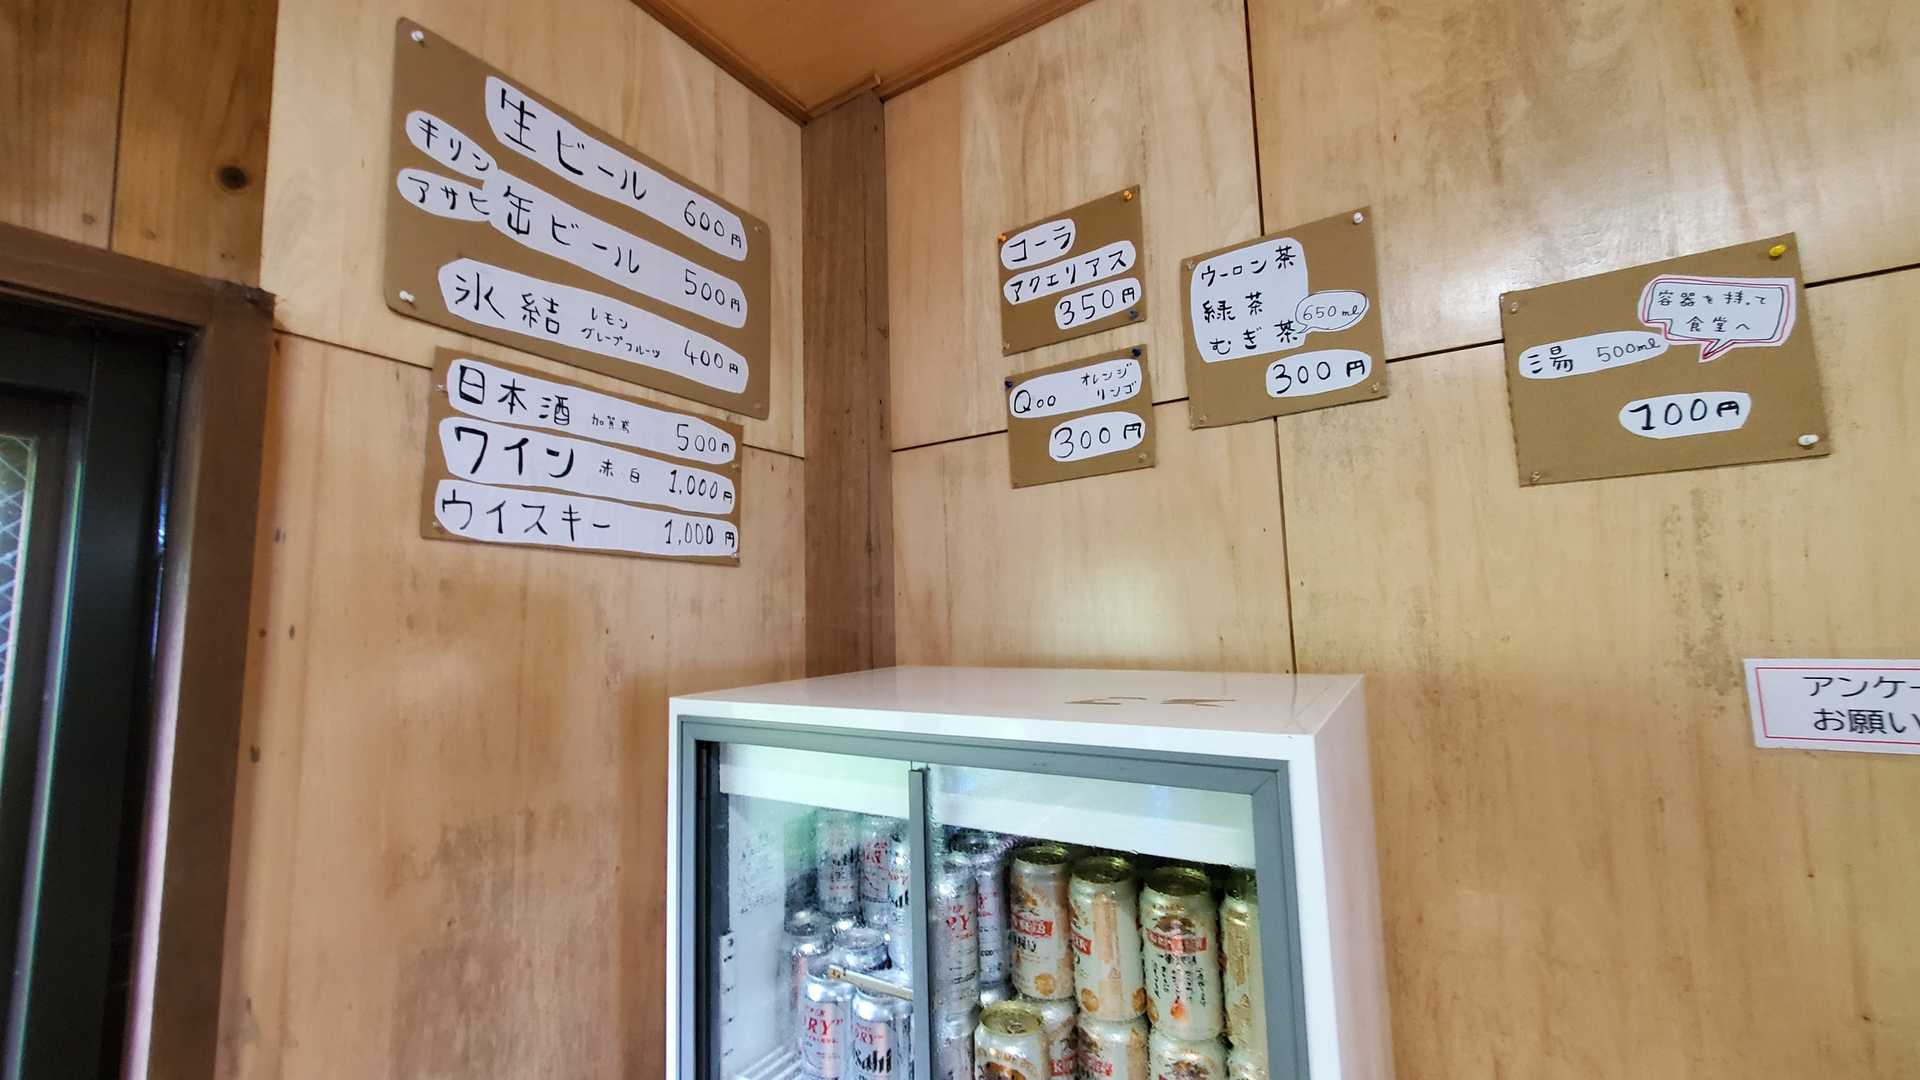 生ビール 600円
キリン
アサヒ 缶ビール 500円
氷結 レモン グレープフルーツ 400円
日本酒 加賀鳶 500円
ワイン 赤・白 1,000円
ウイスキー 1,000円
コーラ
アクエリアス
350円
Qoo オレンジ リンゴ
300円
ウーロン茶
緑茶
むぎ茶 650ml
300円
容器を持って
食堂へ
湯 500ml
100円
アンケー
お願い
Asahi